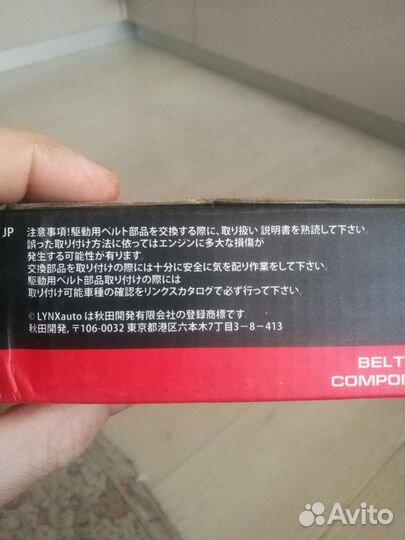 JP
注意事項!駆動用ベルト部品を交換する際に、取り扱い 説明書を熟読して下さい。
誤った取り付け方法に依ってはエンジンに多大な損傷が
発生する可能性が有ります。
交換部品を取り付けの際には十分に安全に気を配り作業をして下さい。
駆動用ベルト部品取り付けの際には
取り付け可能車種の確認をリンクスカタログで必ず行って下さい。
© LYNXauto は秋田開発有限会社の登録商標です
秋田開発、〒106-0032 東京都港区六本木7丁目3-8-413
BELT
COMPO
Avito